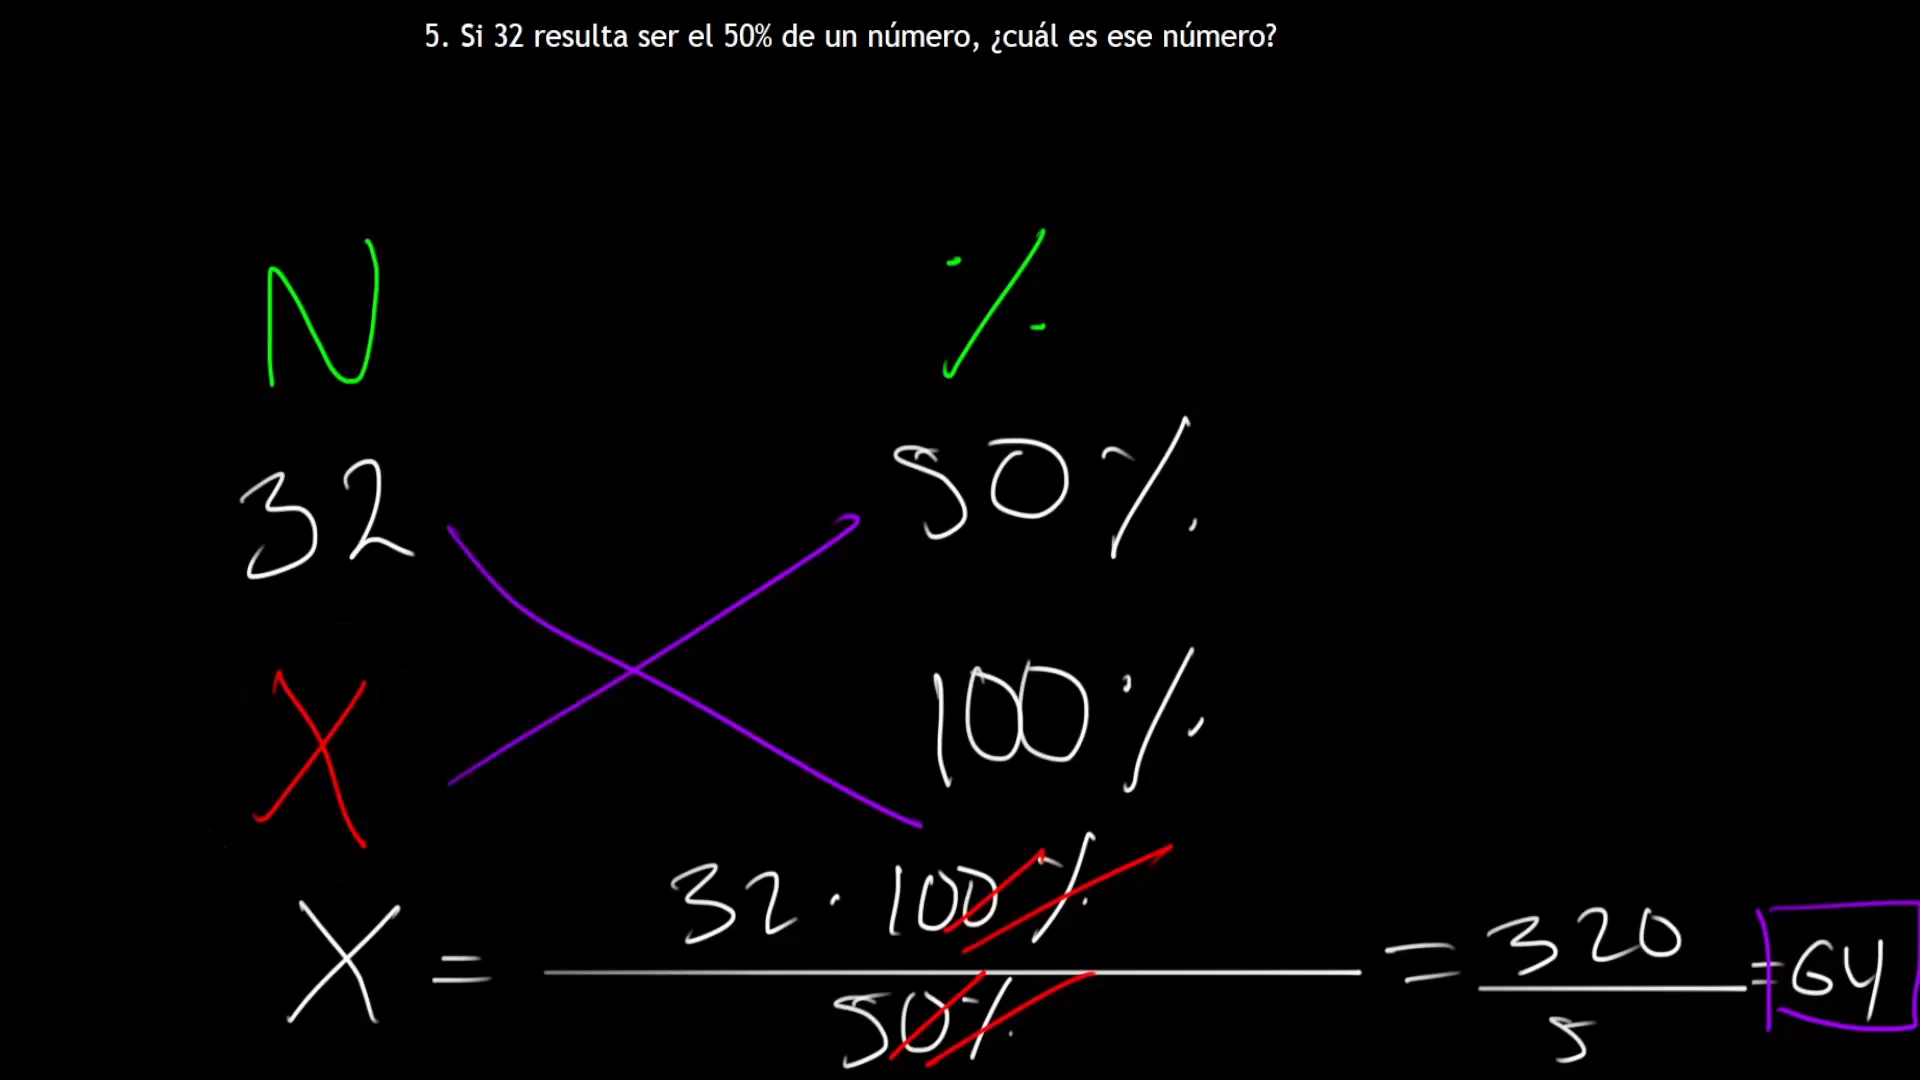 5. Si 32 resulta ser el 50% de un número, ¿cuál es ese número?
N %
32 50%
X 100%
X = 32 · 100% / 50% = 320 / 5 = 64